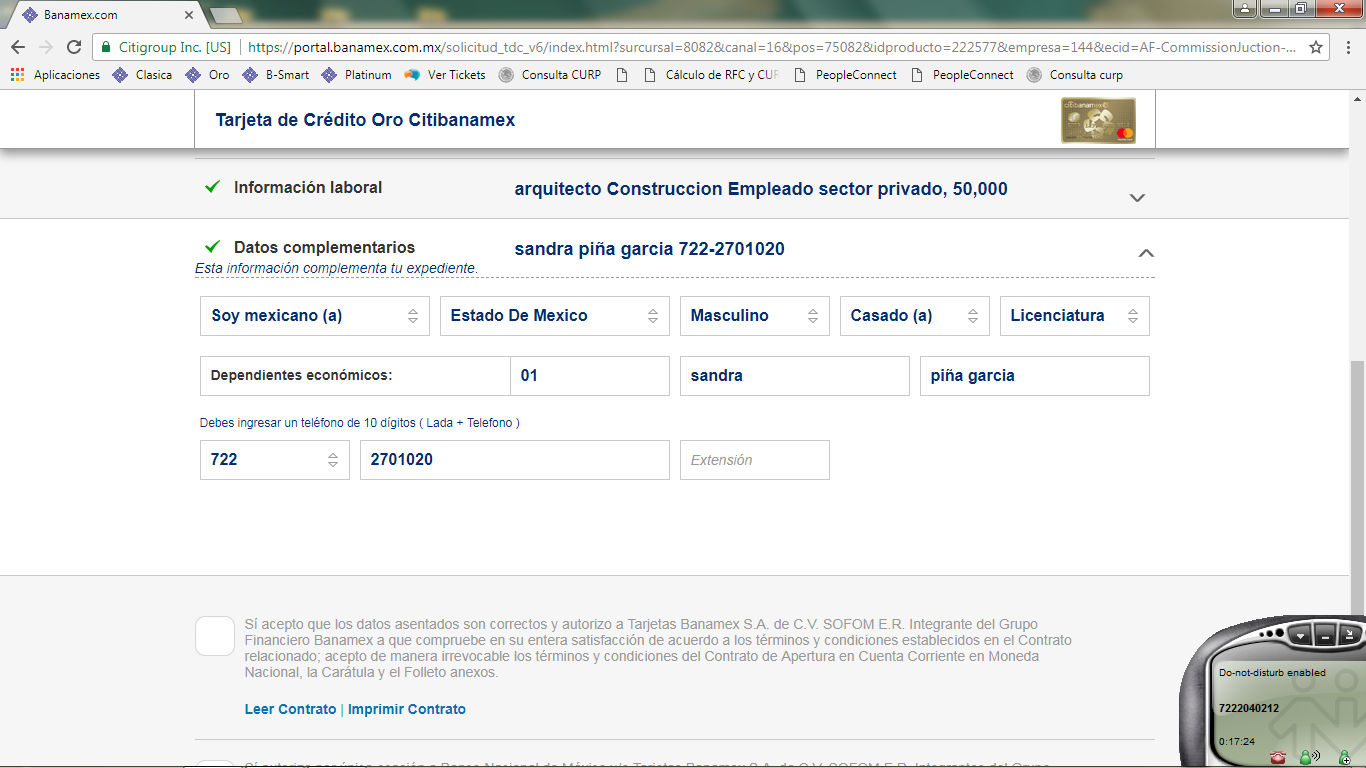 Banamex.com
Citigroup Inc. [US] | https://portal.banamex.com.mx/solicitud_tdc_v6/index.html?surcursal=8082&canal=16&pos=75082&idproducto=222577&empresa=144&ecid=AF-CommissionJuction-...
Aplicaciones Clasica Oro B-Smart Platinum Ver Tickets Consulta CURP Cálculo de RFC y CUR PeopleConnect PeopleConnect Consulta curp
Tarjeta de Crédito Oro Citibanamex
Información laboral arquitecto Construccion Empleado sector privado, 50,000
Datos complementarios sandra piña garcia 722-2701020
Esta información complementa tu expediente.
Soy mexicano (a) Estado De Mexico Masculino Casado (a) Licenciatura
Dependientes económicos: 01 sandra piña garcia
Debes ingresar un teléfono de 10 dígitos ( Lada + Telefono )
722 2701020 Extensión
Sí acepto que los datos asentados son correctos y autorizo a Tarjetas Banamex S.A. de C.V. SOFOM E.R. Integrante del Grupo
Financiero Banamex a que compruebe en su entera satisfacción de acuerdo a los términos y condiciones establecidos en el Contrato
relacionado; acepto de manera irrevocable los términos y condiciones del Contrato de Apertura en Cuenta Corriente en Moneda
Nacional, la Carátula y el Folleto anexos.
Leer Contrato | Imprimir Contrato
Do-not-disturb enabled
7222040212
0:17:24